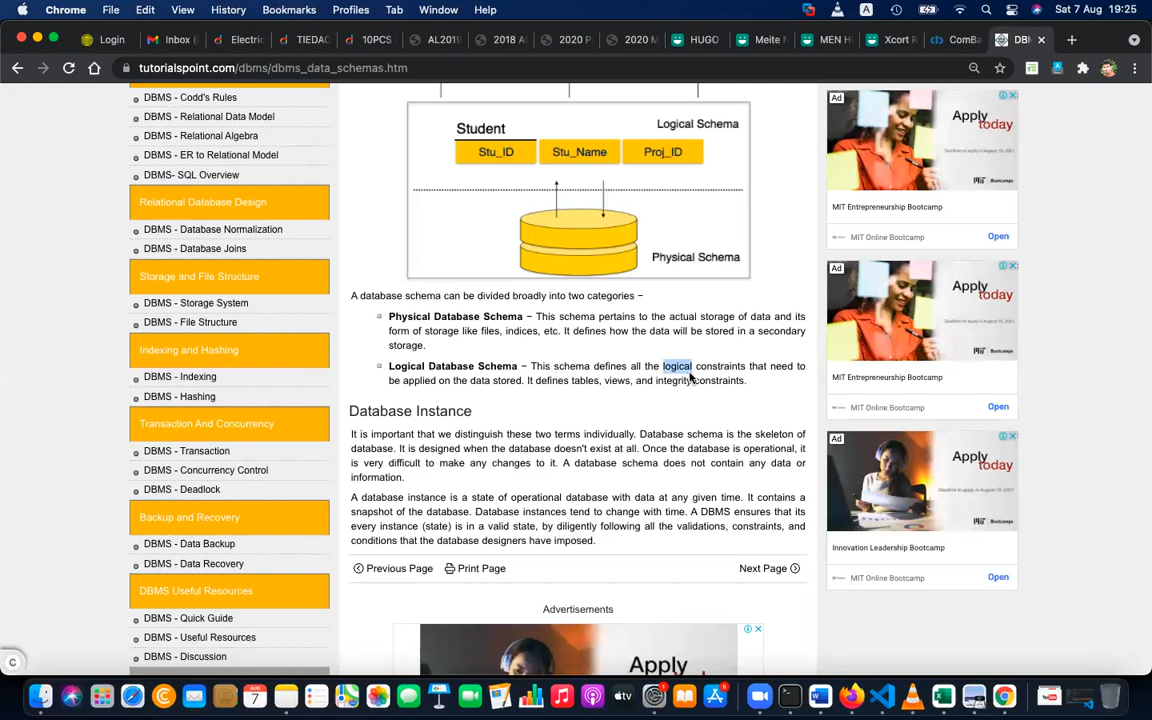 Chrome File Edit View History Bookmarks Profiles Tab Window Help
A
Sat 7 Aug 19:25
Login
Inbox (
Electric
TIEDAC
10PCS
AL2019
2018 A
2020 P
2020 M
HUGO
Meite N
MEN H
Xcort R
ComBa
DBM
tutorialspoint.com/dbms/dbms_data_schemas.htm
DBMS - Codd's Rules
DBMS - Relational Data Model
DBMS - Relational Algebra
DBMS - ER to Relational Model
DBMS- SQL Overview
Relational Database Design
DBMS - Database Normalization
DBMS - Database Joins
Storage and File Structure
DBMS - Storage System
DBMS - File Structure
Indexing and Hashing
DBMS - Indexing
DBMS - Hashing
Transaction And Concurrency
DBMS - Transaction
DBMS - Concurrency Control
DBMS - Deadlock
Backup and Recovery
DBMS - Data Backup
DBMS - Data Recovery
DBMS Useful Resources
DBMS - Quick Guide
DBMS - Useful Resources
DBMS - Discussion
Student
Logical Schema
Stu_ID Stu_Name Proj_ID
Physical Schema
A database schema can be divided broadly into two categories −
Physical Database Schema − This schema pertains to the actual storage of data and its
form of storage like files, indices, etc. It defines how the data will be stored in a secondary
storage.
Logical Database Schema − This schema defines all the logical constraints that need to
be applied on the data stored. It defines tables, views, and integrity constraints.
Database Instance
It is important that we distinguish these two terms individually. Database schema is the skeleton of
database. It is designed when the database doesn't exist at all. Once the database is operational, it
is very difficult to make any changes to it. A database schema does not contain any data or
information.
A database instance is a state of operational database with data at any given time. It contains a
snapshot of the database. Database instances tend to change with time. A DBMS ensures that its
every instance (state) is in a valid state, by diligently following all the validations, constraints, and
conditions that the database designers have imposed.
Previous Page Print Page Next Page
Advertisements
Apply
Ad
Apply
today
MIT Bootcamps
MIT Entrepreneurship Bootcamp
MIT Online Bootcamp Open
Ad
Apply
today
MIT Bootcamps
MIT Entrepreneurship Bootcamp
MIT Online Bootcamp Open
Ad
Apply
today
MIT Bootcamps
Innovation Leadership Bootcamp
MIT Online Bootcamp Open
C
AUG
7
tv